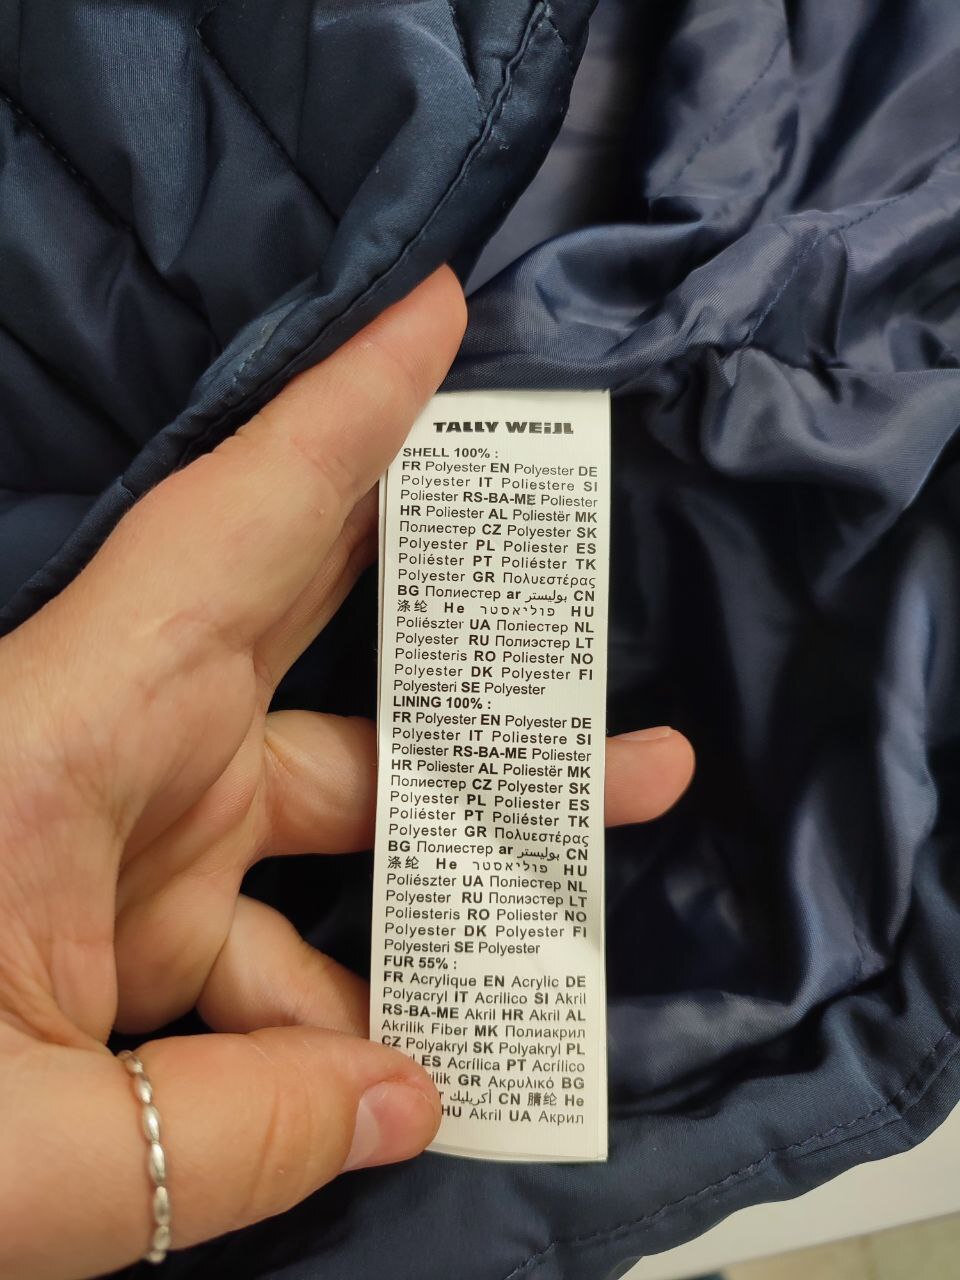 TALLY WEiJL
SHELL 100% :
FR Polyester EN Polyester DE
Polyester IT Poliestere SI
Poliester RS-BA-ME Poliester
HR Poliester AL Poliestër MK
Полиестер CZ Polyester SK
Polyester PL Poliester ES
Poliéster PT Poliéster TK
Polyester GR Πολυεστέρας
BG Полиестер ar بوليستر CN
涤纶 He פוליאסטר HU
Poliészter UA Поліестер NL
Polyester RU Полиэстер LT
Poliesteris RO Poliester NO
Polyester DK Polyester FI
Polyesteri SE Polyester
LINING 100% :
FR Polyester EN Polyester DE
Polyester IT Poliestere SI
Poliester RS-BA-ME Poliester
HR Poliester AL Poliestër MK
Полиестер CZ Polyester SK
Polyester PL Poliester ES
Poliéster PT Poliéster TK
Polyester GR Πολυεστέρας
BG Полиестер ar بوليستر CN
涤纶 He פוליאסטר HU
Poliészter UA Поліестер NL
Polyester RU Полиэстер LT
Poliesteris RO Poliester NO
Polyester DK Polyester FI
Polyesteri SE Polyester
FUR 55% :
FR Acrylique EN Acrylic DE
Polyacryl IT Acrilico SI Akril
RS-BA-ME Akril HR Akril AL
Akrilik Fiber MK Полиакрил
CZ Polyakryl SK Polyakryl PL
ES Acrílica PT Acrílico
GR Ακρυλικό BG
أكريليك CN 腈纶 He
HU Akril UA Акрил